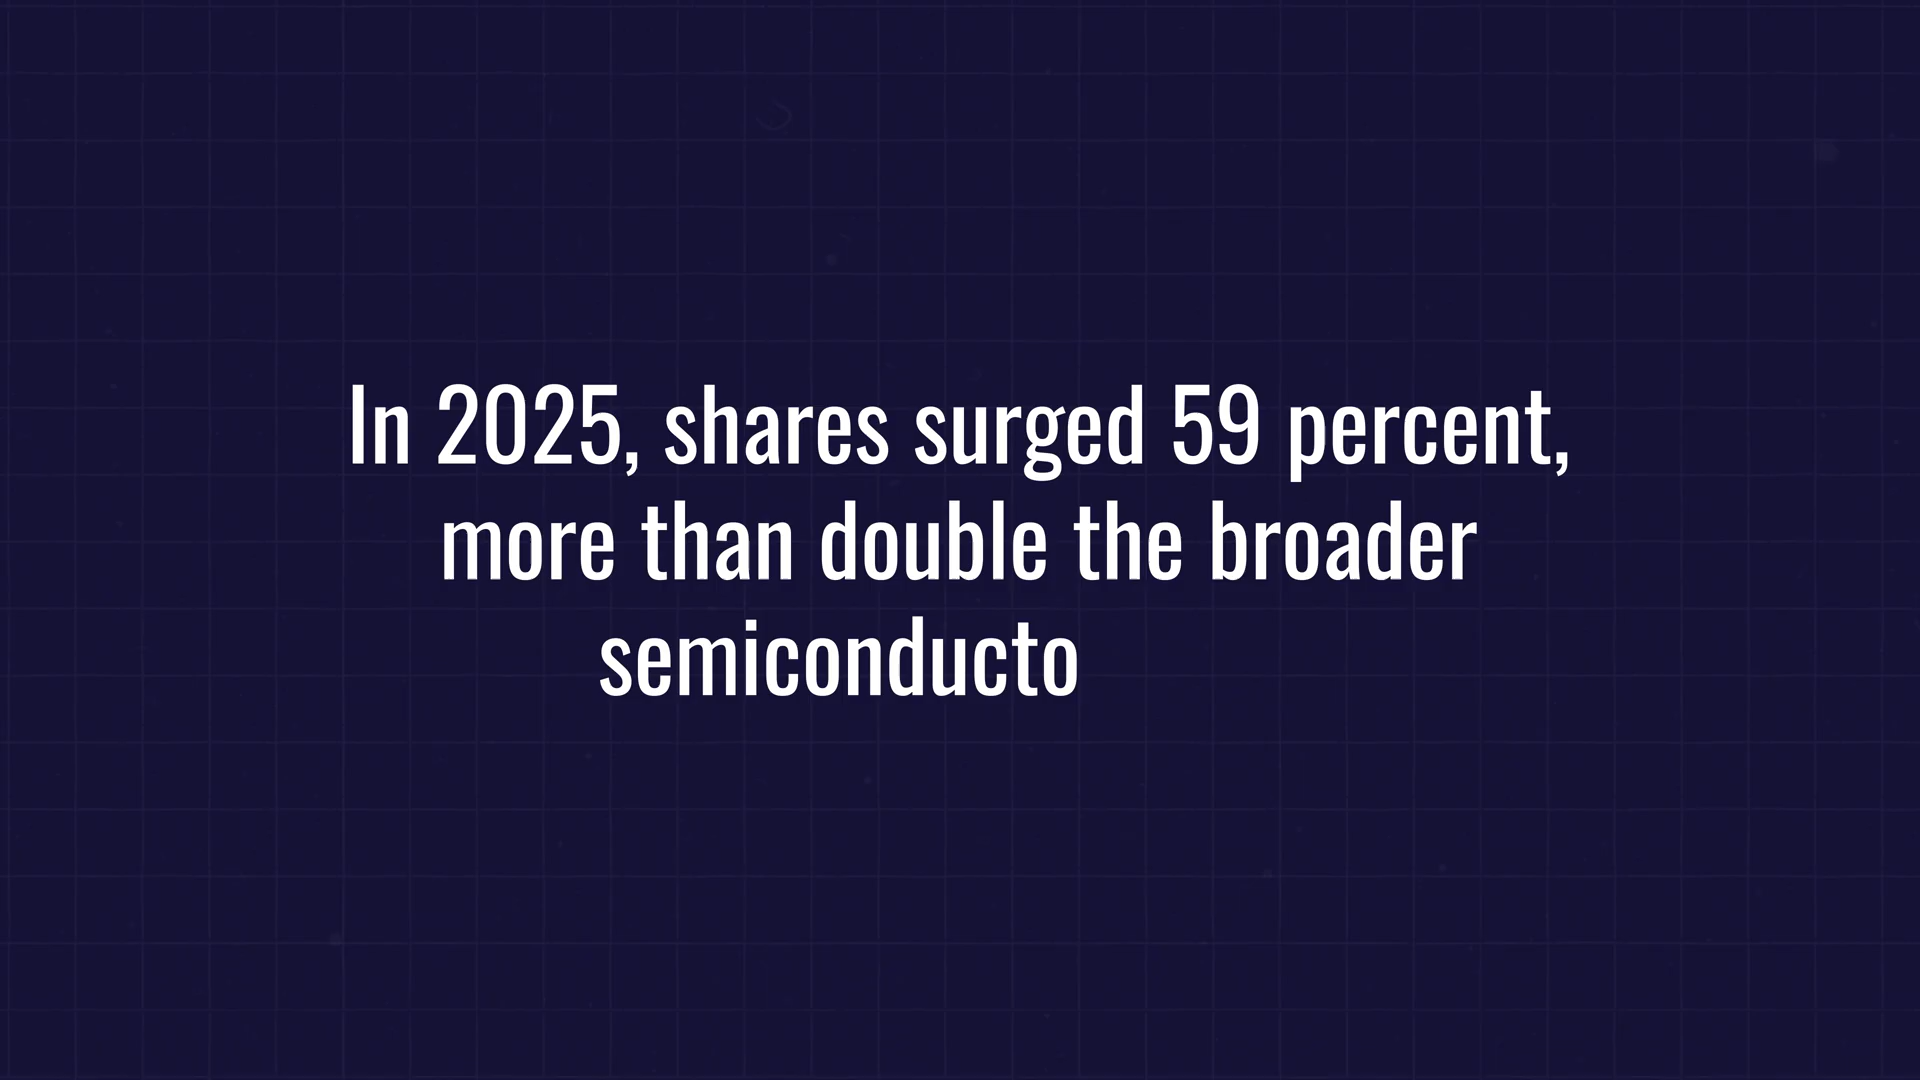 In 2025, shares surged 59 percent,
more than double the broader
semiconducto